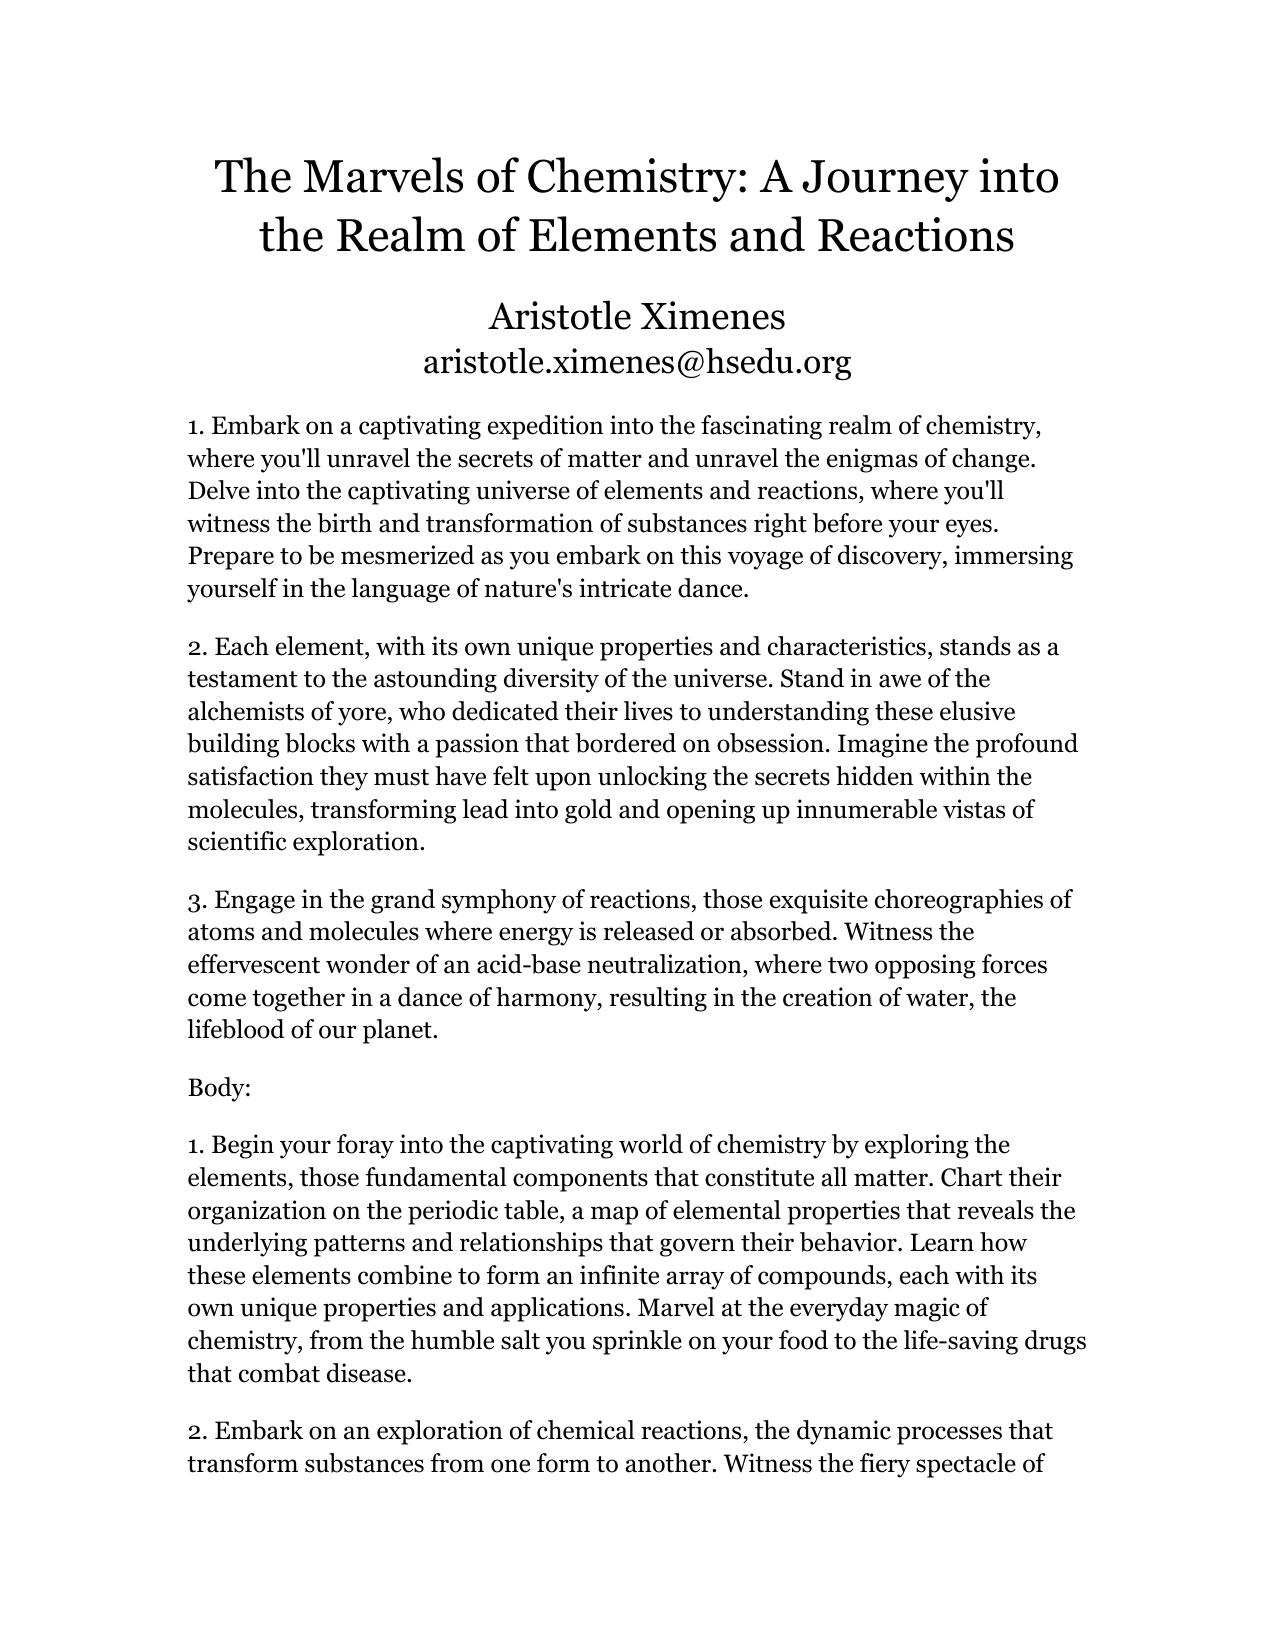 The Marvels of Chemistry: A Journey into
the Realm of Elements and Reactions
Aristotle Ximenes
aristotle.ximenes@hsedu.org
1. Embark on a captivating expedition into the fascinating realm of chemistry,
where you'll unravel the secrets of matter and unravel the enigmas of change.
Delve into the captivating universe of elements and reactions, where you'll
witness the birth and transformation of substances right before your eyes.
Prepare to be mesmerized as you embark on this voyage of discovery, immersing
yourself in the language of nature's intricate dance.
2. Each element, with its own unique properties and characteristics, stands as a
testament to the astounding diversity of the universe. Stand in awe of the
alchemists of yore, who dedicated their lives to understanding these elusive
building blocks with a passion that bordered on obsession. Imagine the profound
satisfaction they must have felt upon unlocking the secrets hidden within the
molecules, transforming lead into gold and opening up innumerable vistas of
scientific exploration.
3. Engage in the grand symphony of reactions, those exquisite choreographies of
atoms and molecules where energy is released or absorbed. Witness the
effervescent wonder of an acid-base neutralization, where two opposing forces
come together in a dance of harmony, resulting in the creation of water, the
lifeblood of our planet.
Body:
1. Begin your foray into the captivating world of chemistry by exploring the
elements, those fundamental components that constitute all matter. Chart their
organization on the periodic table, a map of elemental properties that reveals the
underlying patterns and relationships that govern their behavior. Learn how
these elements combine to form an infinite array of compounds, each with its
own unique properties and applications. Marvel at the everyday magic of
chemistry, from the humble salt you sprinkle on your food to the life-saving drugs
that combat disease.
2. Embark on an exploration of chemical reactions, the dynamic processes that
transform substances from one form to another. Witness the fiery spectacle of